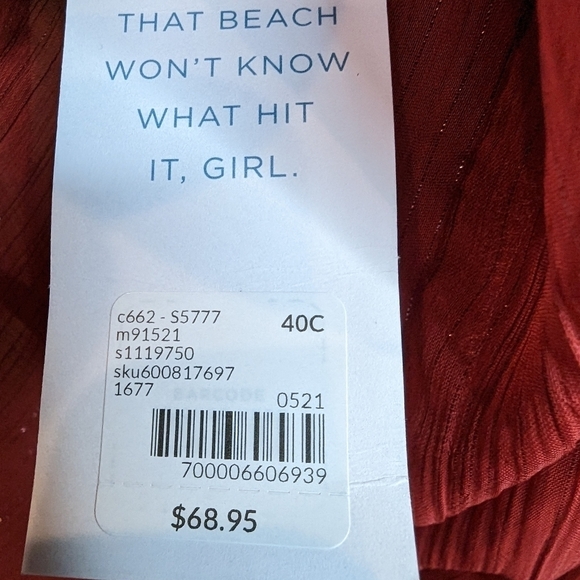 THAT BEACH
WON'T KNOW
WHAT HIT
IT, GIRL.
c662 - S5777
40C
m91521
s1119750
sku600817697
1677
BARCODE
0521
700006606939
$68.95